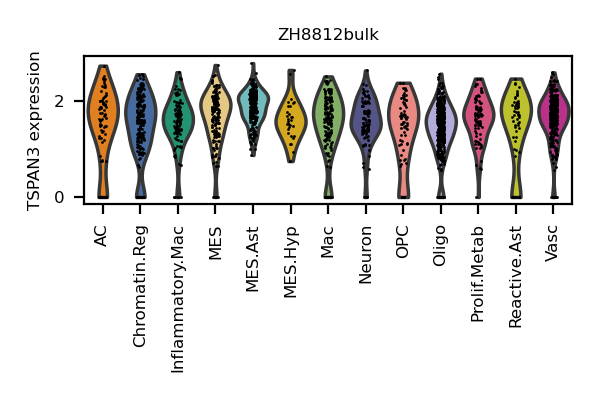 ZH8812bulk
TSPAN3 expression
2
0
AC
Chromatin.Reg
Inflammatory.Mac
MES
MES.Ast
MES.Hyp
Mac
Neuron
OPC
Oligo
Prolif.Metab
Reactive.Ast
Vasc